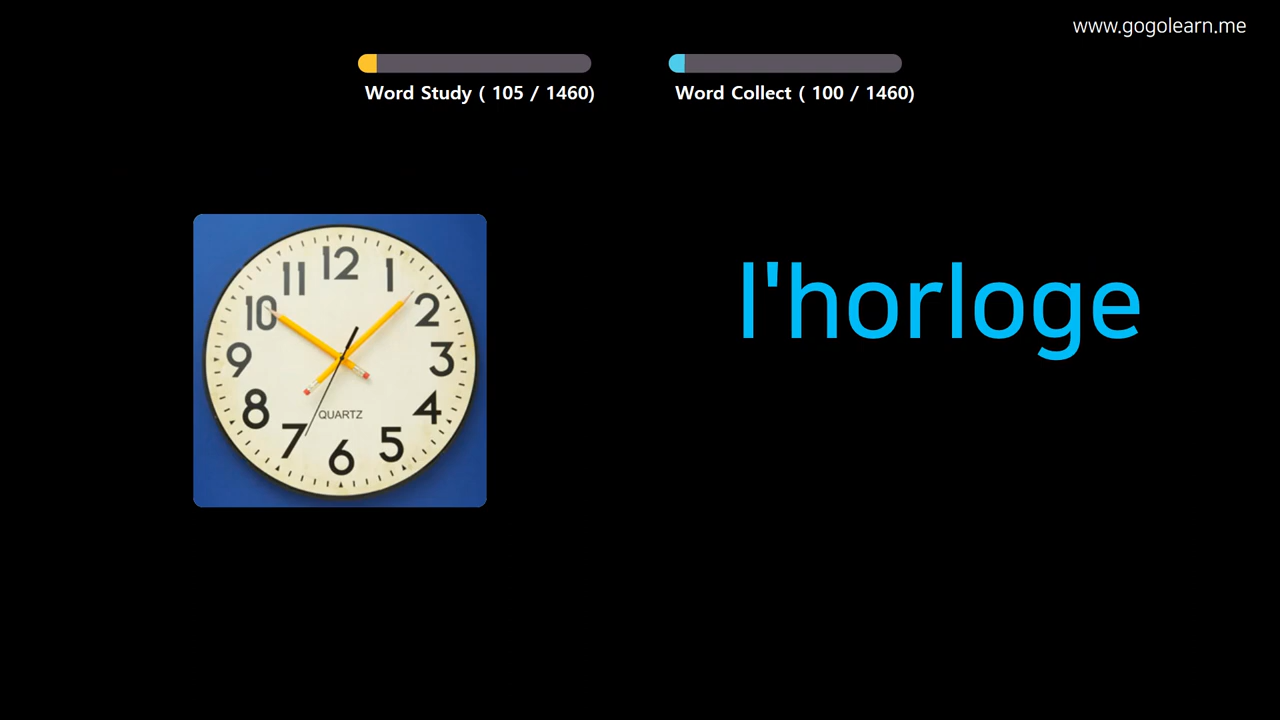 www.gogolearn.me
Word Study ( 105 / 1460)
Word Collect ( 100 / 1460)
12
11 1
10 2
9 3
8 4
QUARTZ
7 5
6
l'horloge